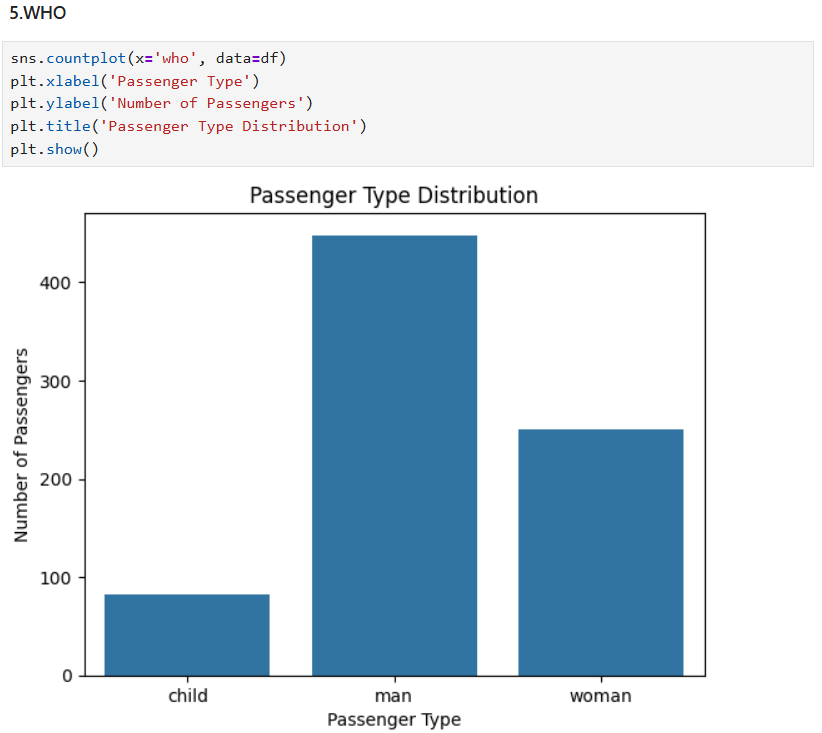 5.WHO
sns.countplot(x='who', data=df)
plt.xlabel('Passenger Type')
plt.ylabel('Number of Passengers')
plt.title('Passenger Type Distribution')
plt.show()
Passenger Type Distribution
Number of Passengers
400
300
200
100
0
child man woman
Passenger Type